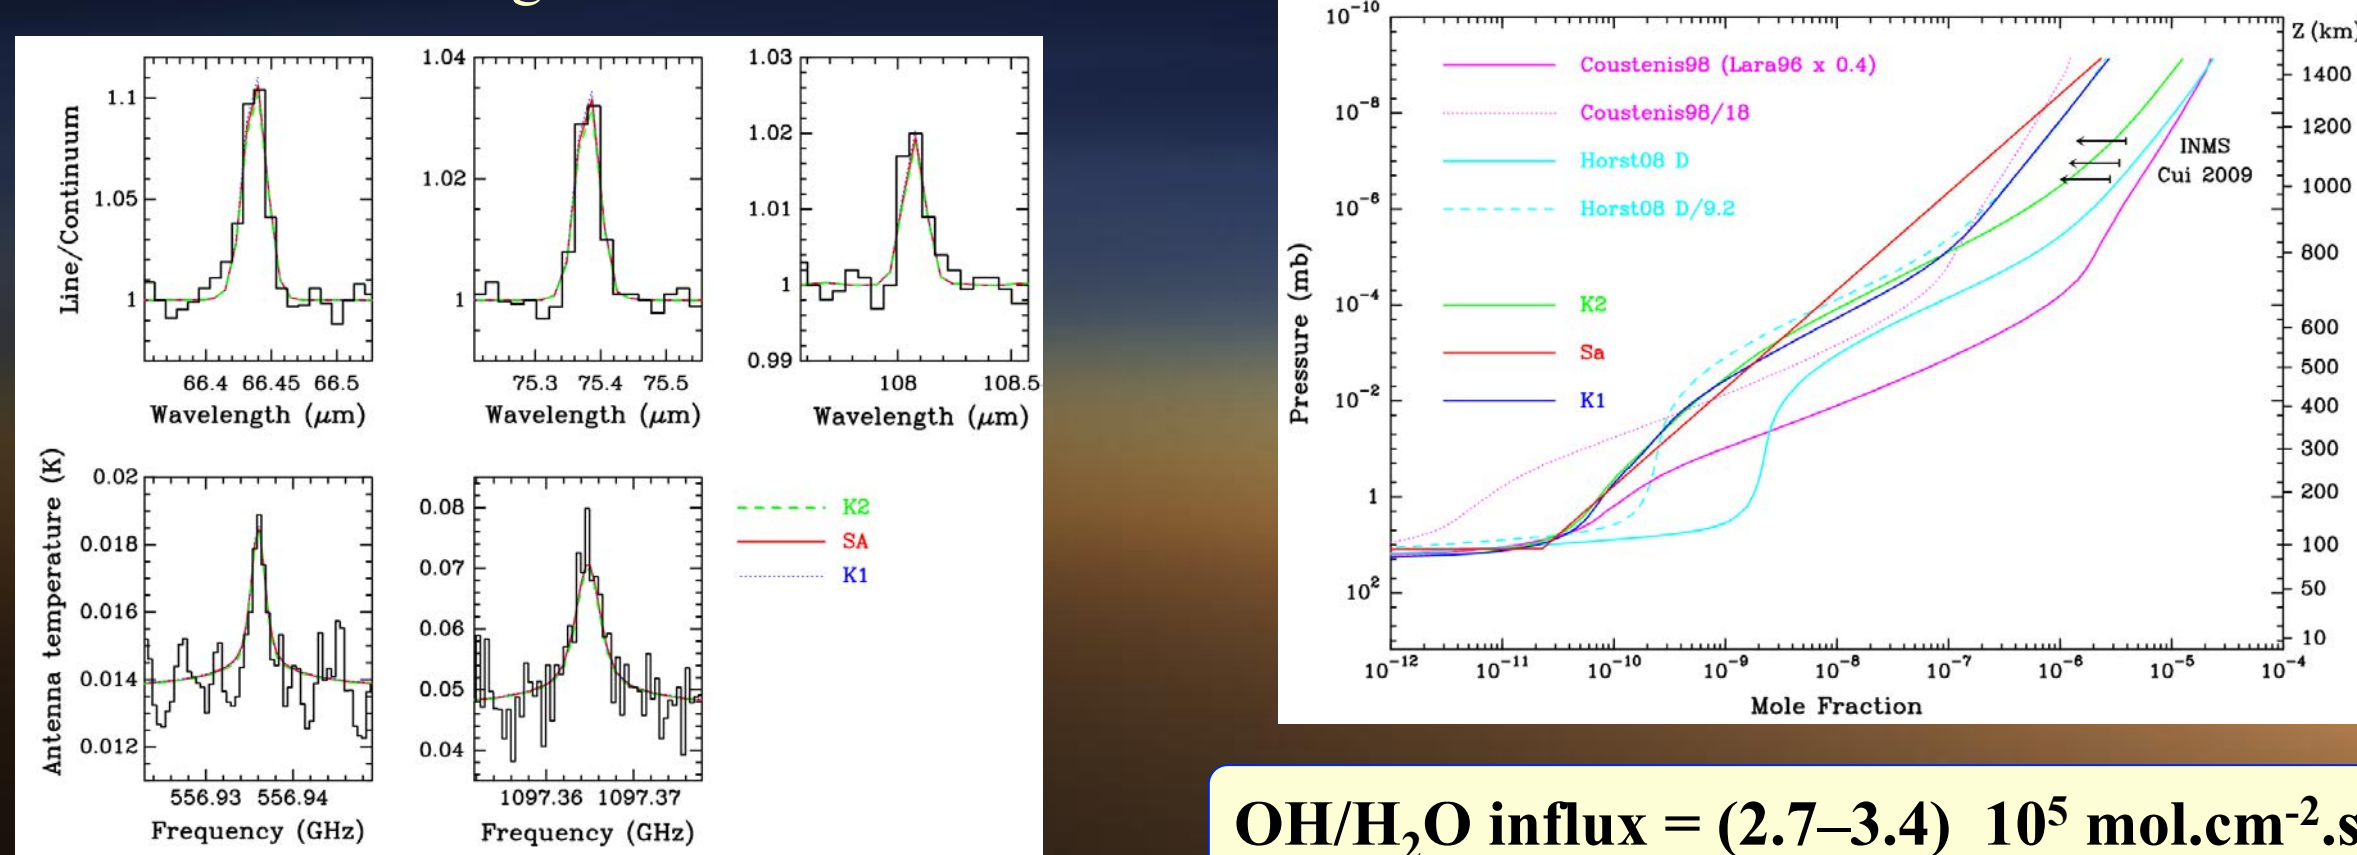 1.1
1.05
1
Line/Continuum
66.4 66.45 66.5
Wavelength (μm)
1.04
1.02
1
75.3 75.4 75.5
Wavelength (μm)
1.03
1.02
1.01
1
0.99
108 108.5
Wavelength (μm)
0.02
0.018
0.016
0.014
0.012
Antenna temperature (K)
556.93 556.94
Frequency (GHz)
0.08
0.07
0.06
0.05
0.04
1097.36 1097.37
Frequency (GHz)
K2
SA
K1
10⁻¹⁰
10⁻⁸
10⁻⁶
10⁻⁴
10⁻²
1
10²
Pressure (mb)
Coustenis98 (Lara96 x 0.4)
Coustenis98/18
Horst08 D
Horst08 D/9.2
K2
Sa
K1
INMS
Cui 2009
Z (km)
1400
1200
1000
800
600
500
400
300
200
100
50
10
10⁻¹² 10⁻¹¹ 10⁻¹⁰ 10⁻⁹ 10⁻⁸ 10⁻⁷ 10⁻⁶ 10⁻⁵ 10⁻⁴
Mole Fraction
OH/H₂O influx = (2.7–3.4) 10⁵ mol.cm⁻².s